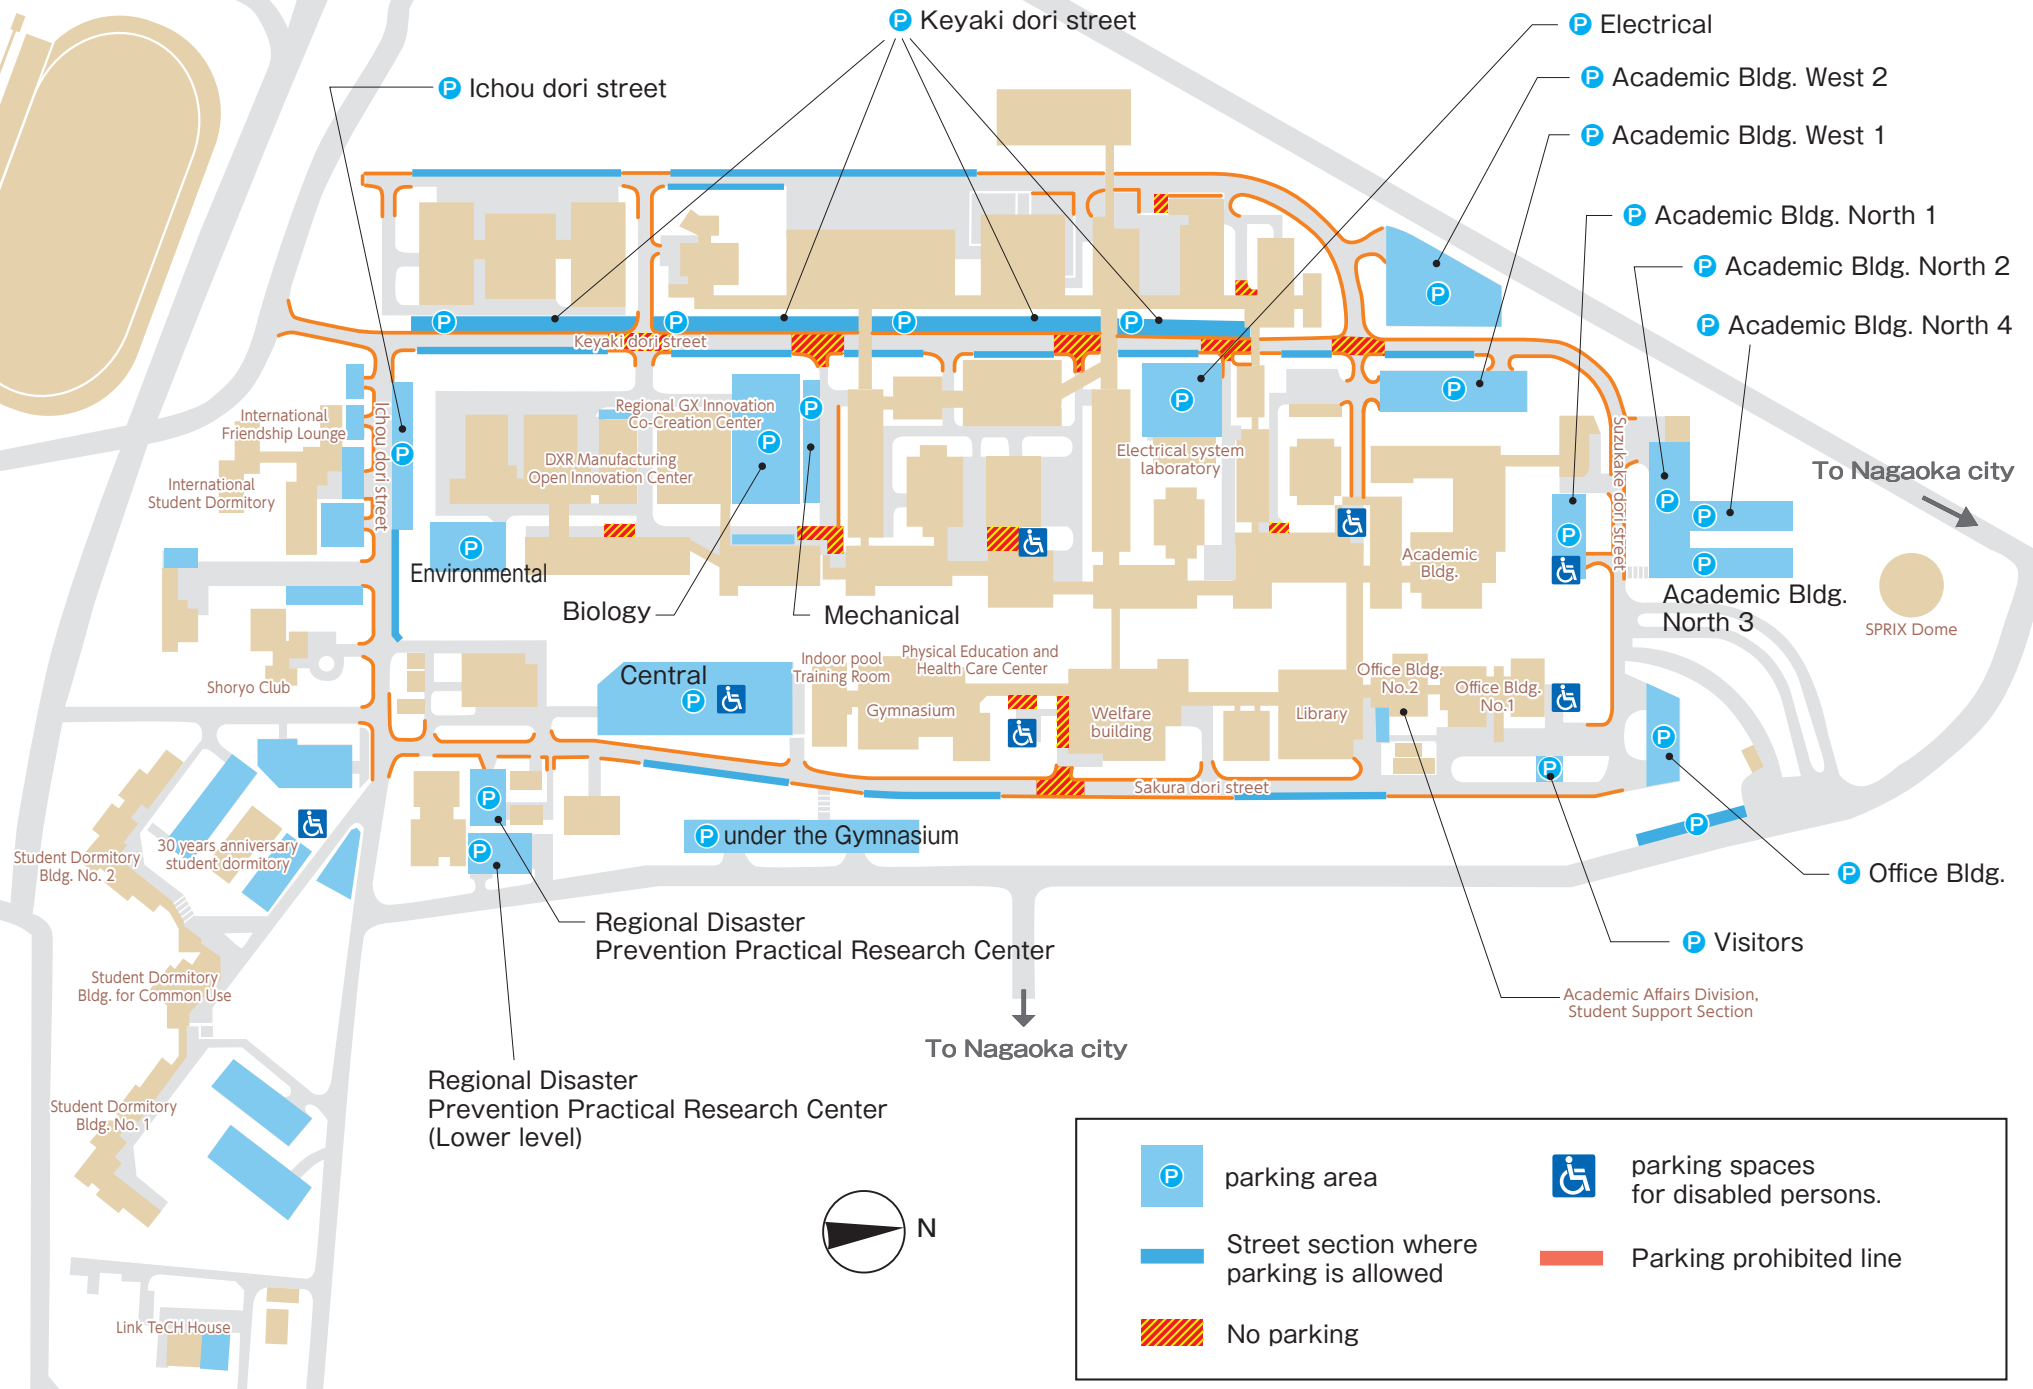 P Keyaki dori street
P Electrical
P Ichou dori street
P Academic Bldg. West 2
P Academic Bldg. West 1
P Academic Bldg. North 1
P Academic Bldg. North 2
P Academic Bldg. North 4
P
P
P
P
P
Keyaki dori street
International
Friendship Lounge
International
Student Dormitory
Ichou dori street
P
Regional GX Innovation
Co-Creation Center
DXR Manufacturing
Open Innovation Center
P
P
P
Electrical system
laboratory
P
Suzukake dori street
To Nagaoka city
P
P
P
P
P
Environmental
Academic
Bldg.
Academic Bldg.
North 3
SPRIX Dome
Biology
Mechanical
Shoryo Club
Central
P
Indoor pool
Training Room
Physical Education and
Health Care Center
Gymnasium
Welfare
building
Library
Office Bldg.
No.2
Office Bldg.
No.1
P
P
Sakura dori street
P
P
P
P under the Gymnasium
30 years anniversary
student dormitory
Student Dormitory
Bldg. No. 2
P Office Bldg.
Regional Disaster
Prevention Practical Research Center
P Visitors
Student Dormitory
Bldg. for Common Use
Academic Affairs Division,
Student Support Section
To Nagaoka city
Regional Disaster
Prevention Practical Research Center
(Lower level)
Student Dormitory
Bldg. No. 1
N
Link TeCH House
P
parking area
parking spaces
for disabled persons.
Street section where
parking is allowed
Parking prohibited line
No parking